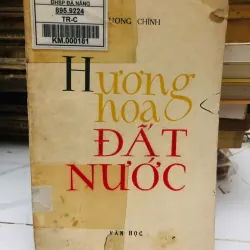 ĐHSP ĐÀ NẴNG
895.9224
TR-C
KM.000181
ƯƠNG CHÍNH
Hương
hoa
ĐẤT
NƯỚC
VĂN HỌC